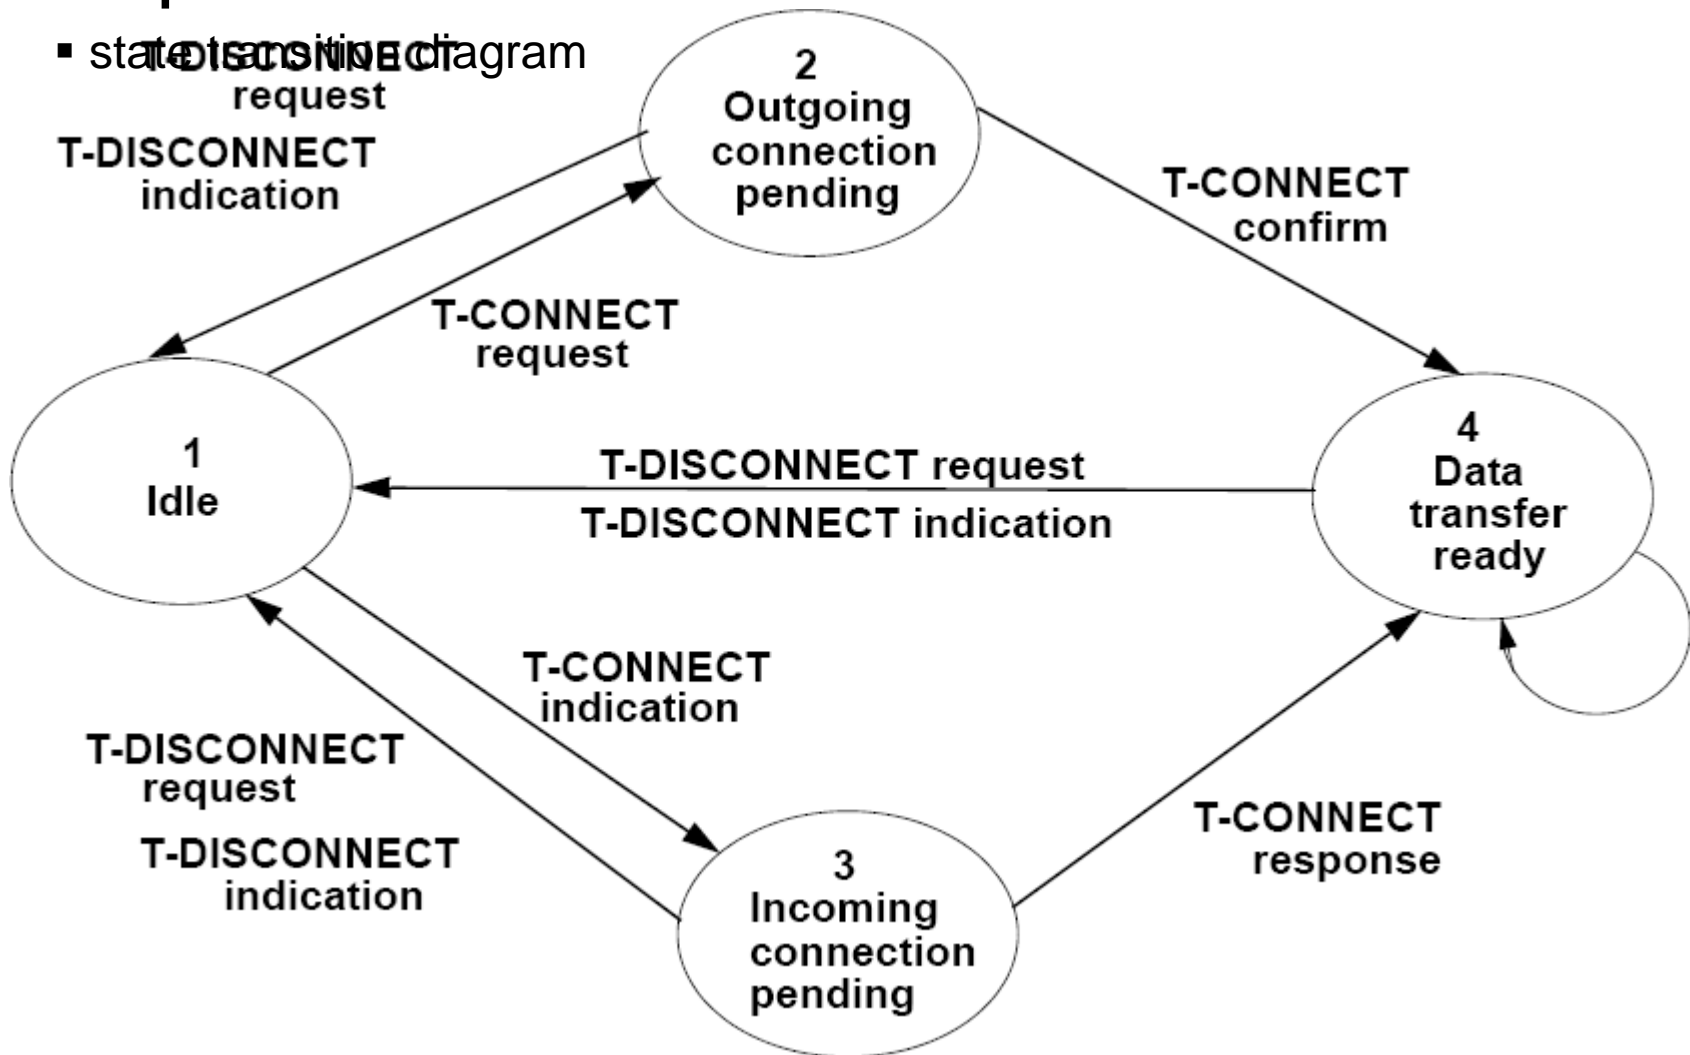 ▪ state transition diagram
T-DISCONNECT
request
T-DISCONNECT
indication
2
Outgoing
connection
pending
T-CONNECT
confirm
T-CONNECT
request
1
Idle
T-DISCONNECT request
T-DISCONNECT indication
4
Data
transfer
ready
T-CONNECT
indication
T-DISCONNECT
request
T-DISCONNECT
indication
3
Incoming
connection
pending
T-CONNECT
response